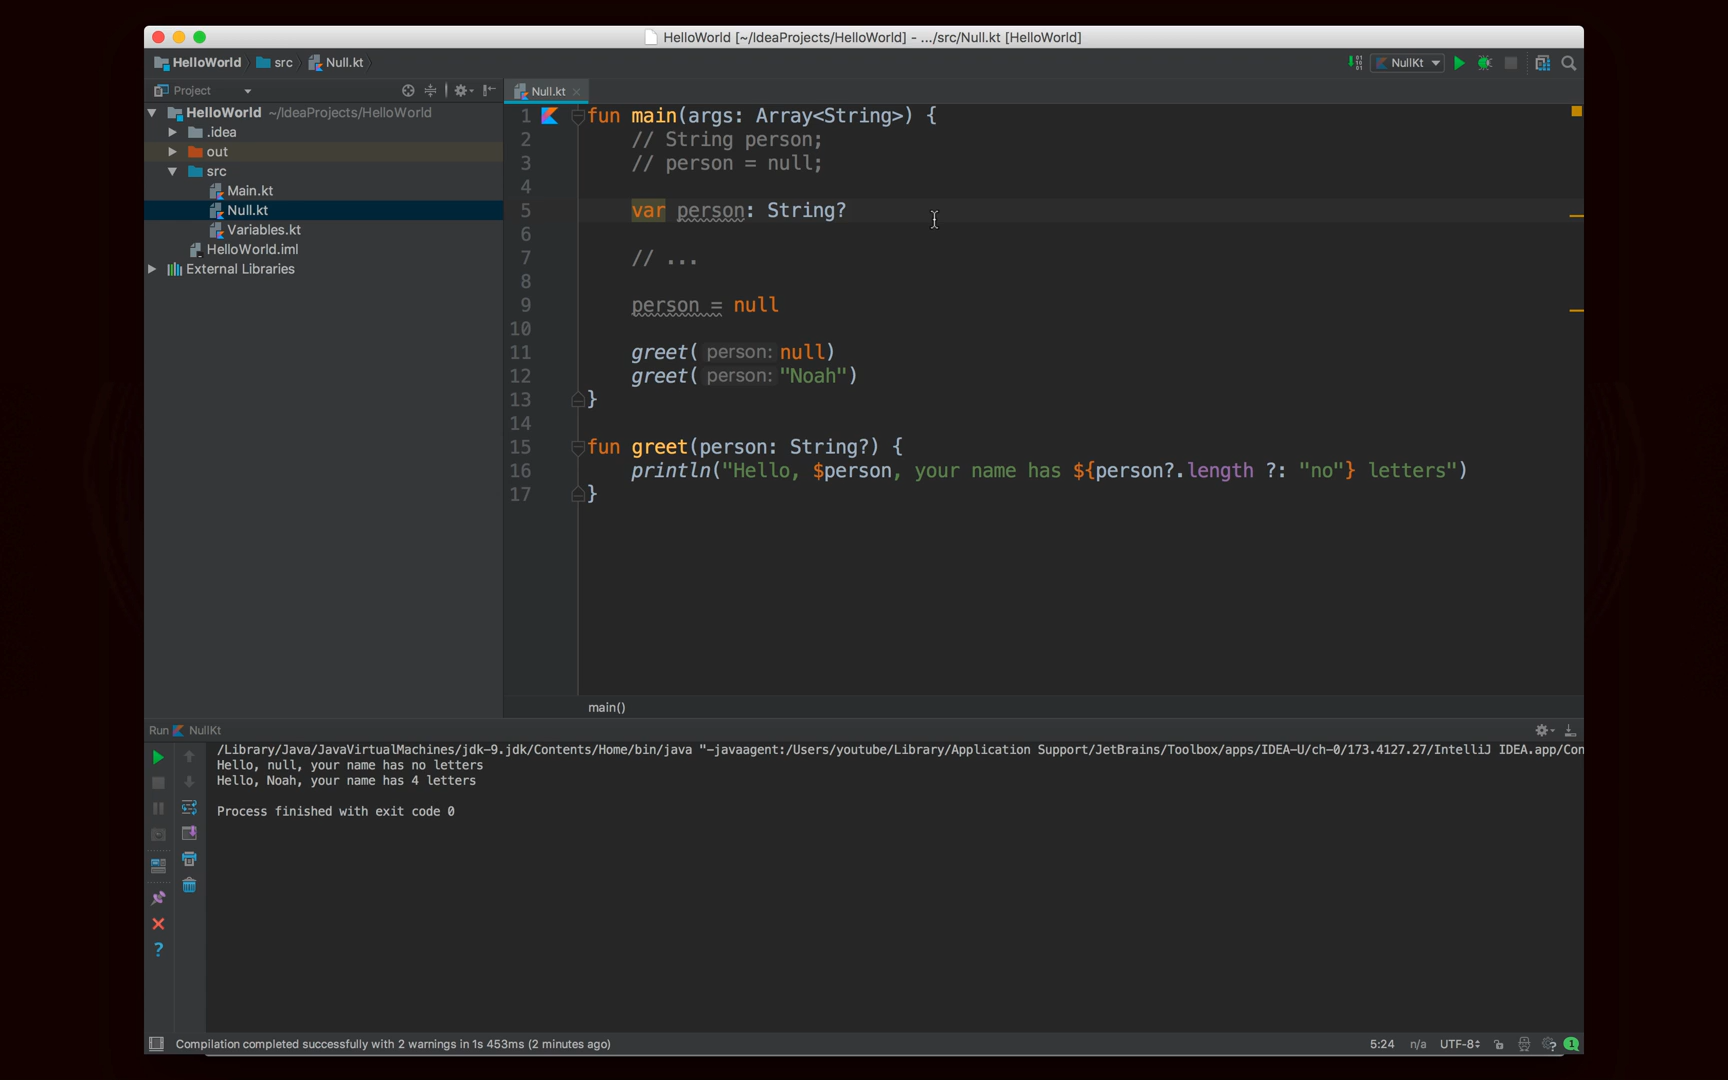 HelloWorld [~/IdeaProjects/HelloWorld] - .../src/Null.kt [HelloWorld]
HelloWorld src Null.kt
NullKt
Project
Null.kt
HelloWorld ~/IdeaProjects/HelloWorld
.idea
out
src
Main.kt
Null.kt
Variables.kt
HelloWorld.iml
External Libraries
1 fun main(args: Array<String>) {
2 // String person;
3 // person = null;
4
5 var person: String?
6
7 // ...
8
9 person = null
10
11 greet( person: null)
12 greet( person: "Noah")
13 }
14
15 fun greet(person: String?) {
16 println("Hello, $person, your name has ${person?.length ?: "no"} letters")
17 }
main()
Run NullKt
/Library/Java/JavaVirtualMachines/jdk-9.jdk/Contents/Home/bin/java "-javaagent:/Users/youtube/Library/Application Support/JetBrains/Toolbox/apps/IDEA-U/ch-0/173.4127.27/IntelliJ IDEA.app/Con
Hello, null, your name has no letters
Hello, Noah, your name has 4 letters
Process finished with exit code 0
Compilation completed successfully with 2 warnings in 1s 453ms (2 minutes ago)
5:24 n/a UTF-8 1